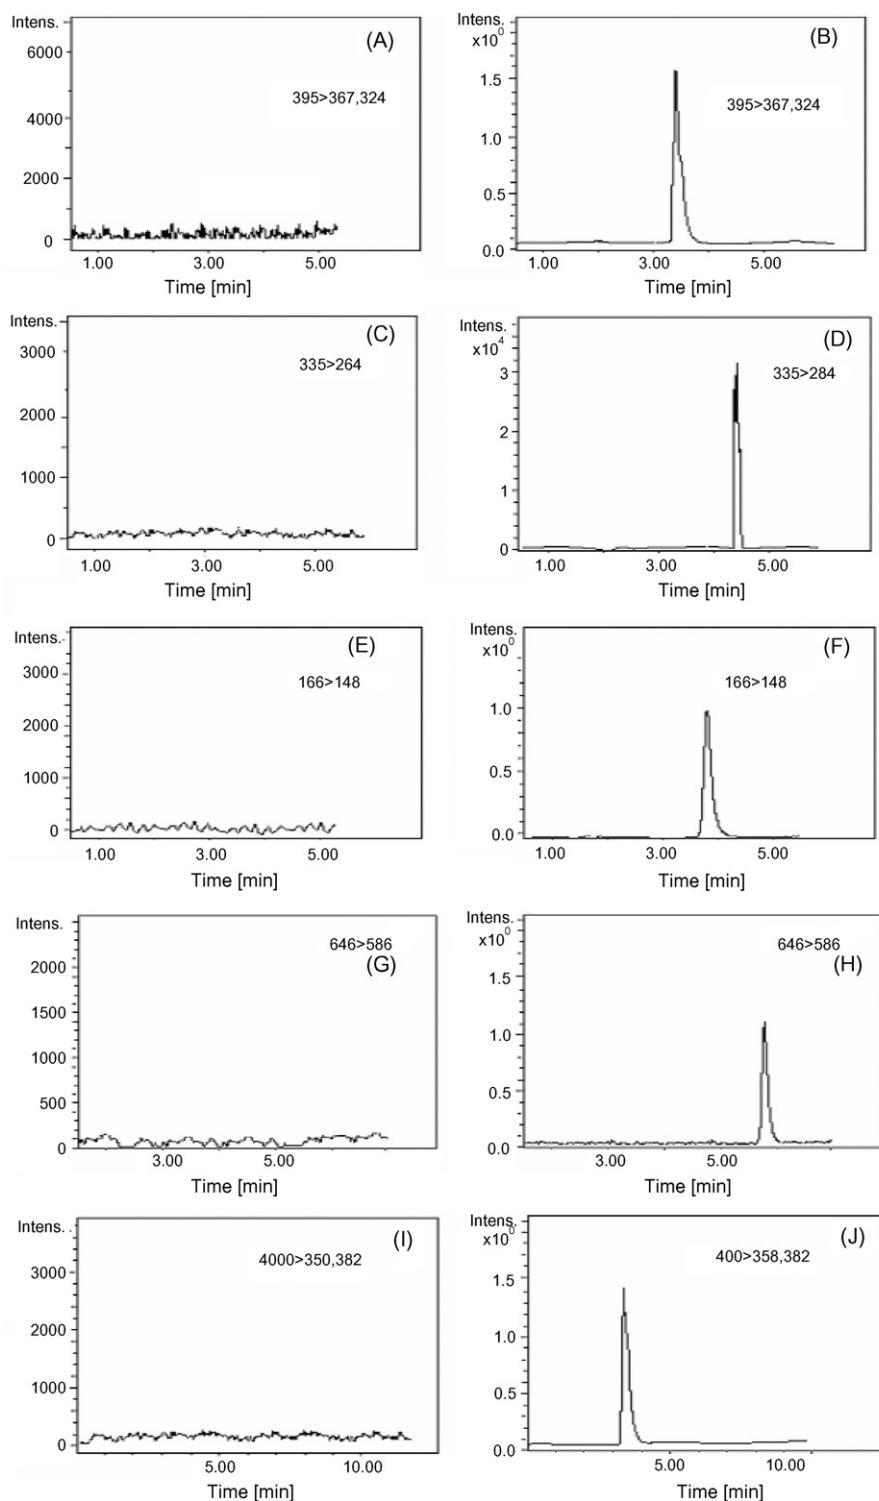 Intens.
(A)
6000
395>367,324
4000
2000
0
1.00 3.00 5.00
Time [min]
Intens.
x10⁰
(B)
1.5
395>367,324
1.0
0.5
0.0
1.00 3.00 5.00
Time [min]
Intens.
(C)
3000
335>264
2000
1000
0
1.00 3.00 5.00
Time [min]
Intens.
x10⁴
(D)
3
335>284
2
1
0
1.00 3.00 5.00
Time [min]
Intens.
(E)
3000
166>148
2000
1000
0
1.00 3.00 5.00
Time [min]
Intens.
x10⁰
(F)
166>148
1.0
0.5
0.0
1.00 3.00 5.00
Time [min]
Intens.
646>586
(G)
2000
1500
1000
500
0
3.00 5.00
Time [min]
Intens.
x10⁰
646>586
(H)
1.5
1.0
0.5
0.0
3.00 5.00
Time [min]
Intens.
(I)
4000>350,382
3000
2000
1000
0
5.00 10.00
Time [min]
Intens.
x10⁰
(J)
400>358,382
1.5
1.0
0.5
0.0
5.00 10.00
Time [min]